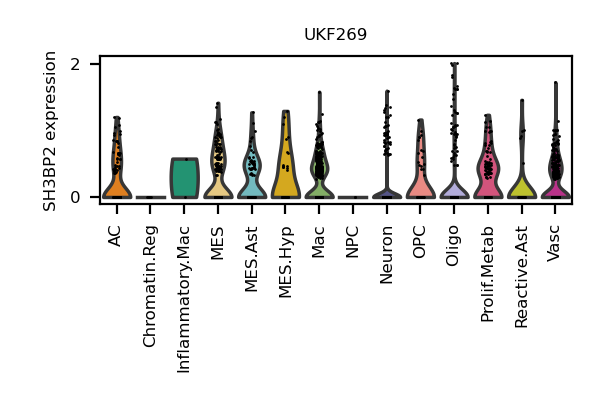 UKF269
SH3BP2 expression
2
0
AC
Chromatin.Reg
Inflammatory.Mac
MES
MES.Ast
MES.Hyp
Mac
NPC
Neuron
OPC
Oligo
Prolif.Metab
Reactive.Ast
Vasc